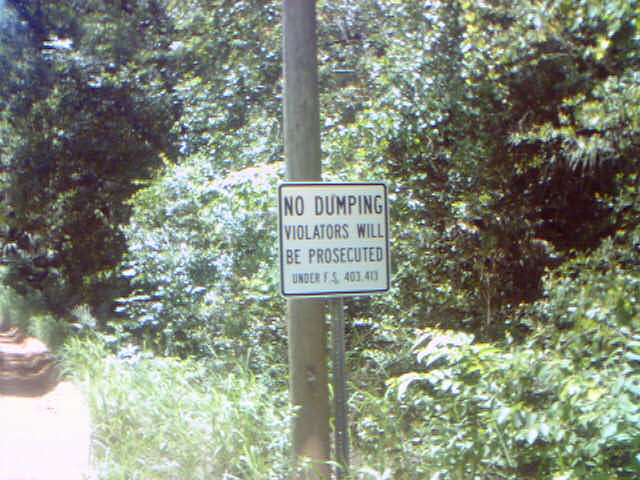 NO DUMPING
VIOLATORS WILL
BE PROSECUTED
UNDER F.S. 403.413